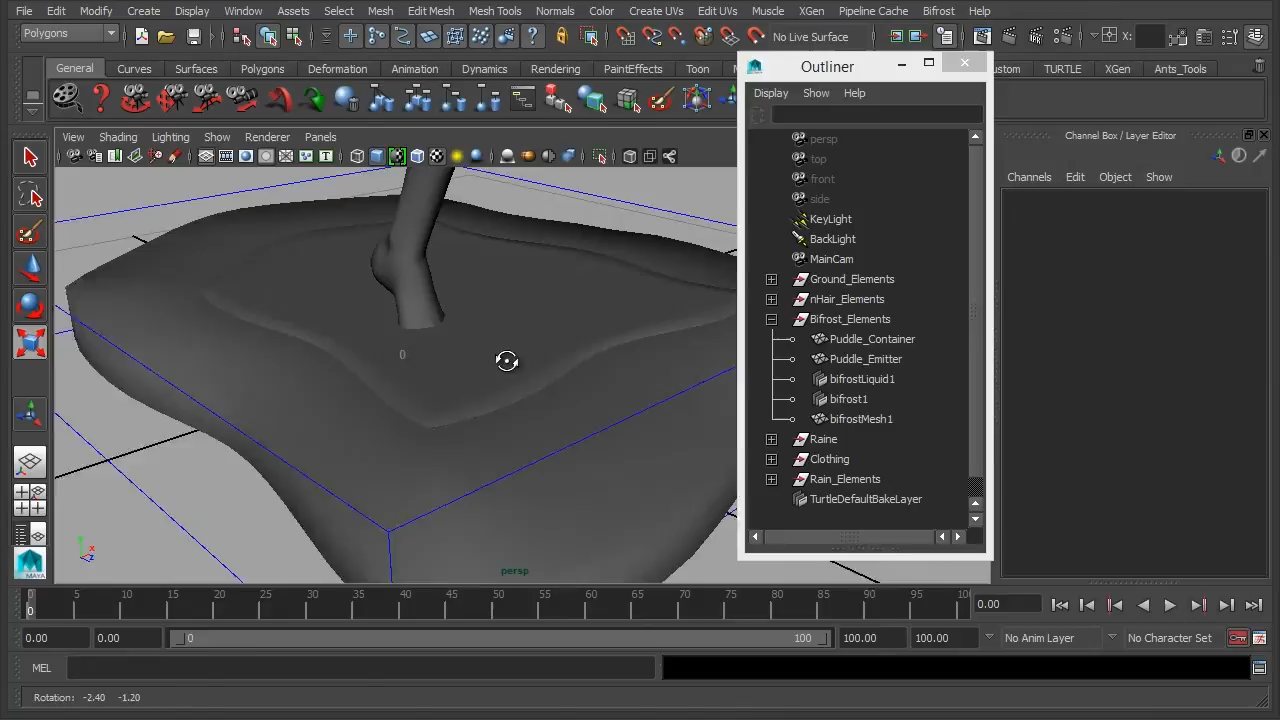 File Edit Modify Create Display Window Assets Select Mesh Edit Mesh Mesh Tools Normals Color Create UVs Edit UVs Muscle XGen Pipeline Cache Bifrost Help
Polygons No Live Surface X:
General Curves Surfaces Polygons Deformation Animation Dynamics Rendering PaintEffects Toon ustom TURTLE XGen Ants_Tools
Outliner
Display Show Help
View Shading Lighting Show Renderer Panels
Channel Box / Layer Editor
Channels Edit Object Show
persp
top
front
side
KeyLight
BackLight
MainCam
Ground_Elements
nHair_Elements
Bifrost_Elements
Puddle_Container
Puddle_Emitter
bifrostLiquid1
bifrost1
bifrostMesh1
Raine
Clothing
Rain_Elements
TurtleDefaultBakeLayer
0
y x z
persp
MAYA
0 5 10 15 20 25 30 35 40 45 50 55 60 65 70 75 80 85 90 95 10
0
0.00
0.00 0.00 0 100 100.00 100.00 No Anim Layer No Character Set
MEL
Rotation: -2.40 -1.20